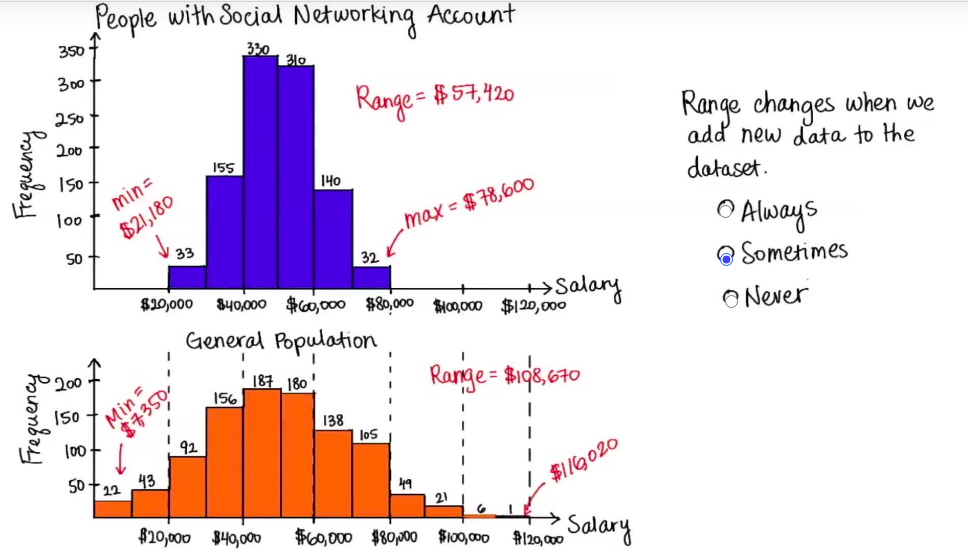 People with Social Networking Account
Frequency
350
300
250
200
150
100
50
33
155
330
310
140
32
min =
$21,180
Range = $57,420
max = $78,600
$20,000 $40,000 $60,000 $80,000 $100,000 $120,000
Salary
General Population
Frequency
200
150
100
50
22
43
92
156
187
180
138
105
49
21
6
1
Min =
$7350
Range = $108,670
$116,020
$20,000 $40,000 $60,000 $80,000 $100,000 $120,000
Salary
Range changes when we
add new data to the
dataset.
Always
Sometimes
Never